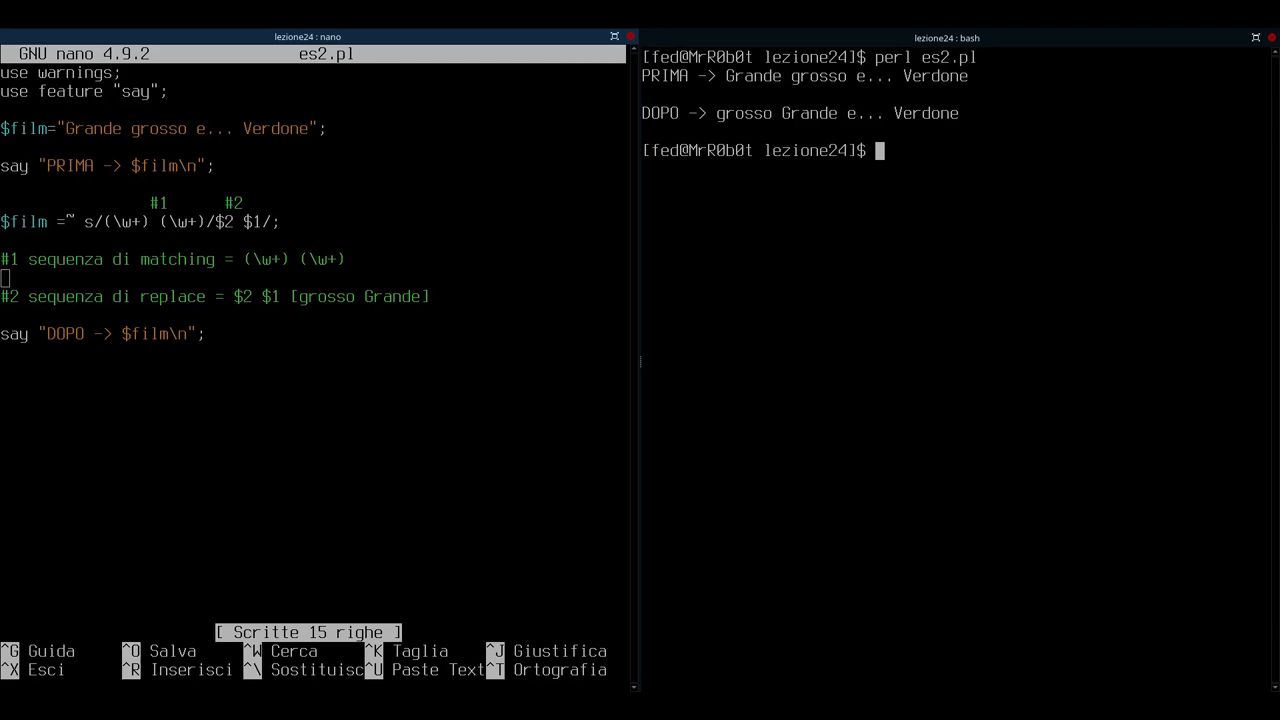 lezione24 : nano
GNU nano 4.9.2 es2.pl
use warnings;
use feature "say";
$film="Grande grosso e... Verdone";
say "PRIMA -> $film\n";
#1 #2
$film =~ s/(\w+) (\w+)/$2 $1/;
#1 sequenza di matching = (\w+) (\w+)
#2 sequenza di replace = $2 $1 [grosso Grande]
say "DOPO -> $film\n";
[ Scritte 15 righe ]
^G Guida ^O Salva ^W Cerca ^K Taglia ^J Giustifica
^X Esci ^R Inserisci ^\ Sostituisc^U Paste Text^T Ortografia
lezione24 : bash
[fed@MrR0b0t lezione24]$ perl es2.pl
PRIMA -> Grande grosso e... Verdone
DOPO -> grosso Grande e... Verdone
[fed@MrR0b0t lezione24]$